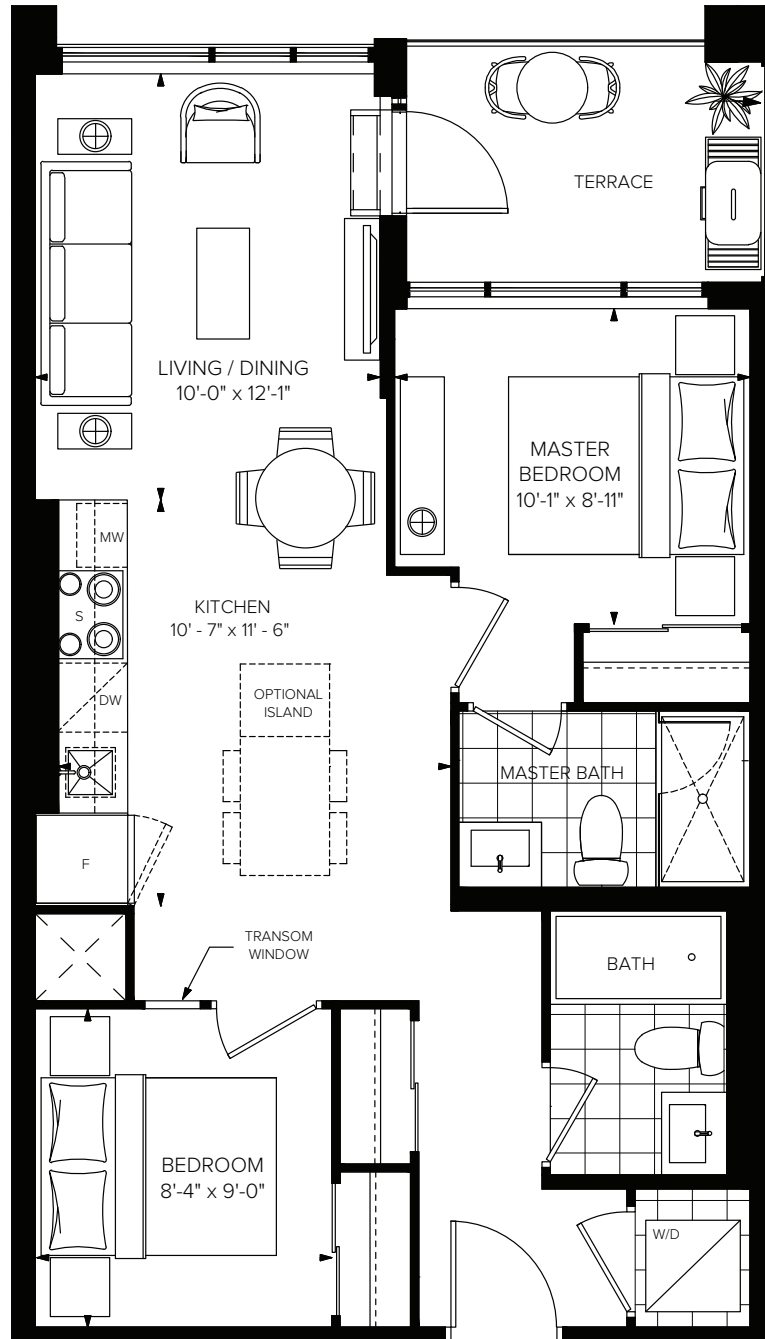 TERRACE
LIVING / DINING
10'-0" x 12'-1"
MASTER
BEDROOM
10'-1" x 8'-11"
MW
S
KITCHEN
10' - 7" x 11' - 6"
DW
OPTIONAL
ISLAND
MASTER BATH
F
TRANSOM
WINDOW
BATH
BEDROOM
8'-4" x 9'-0"
W/D